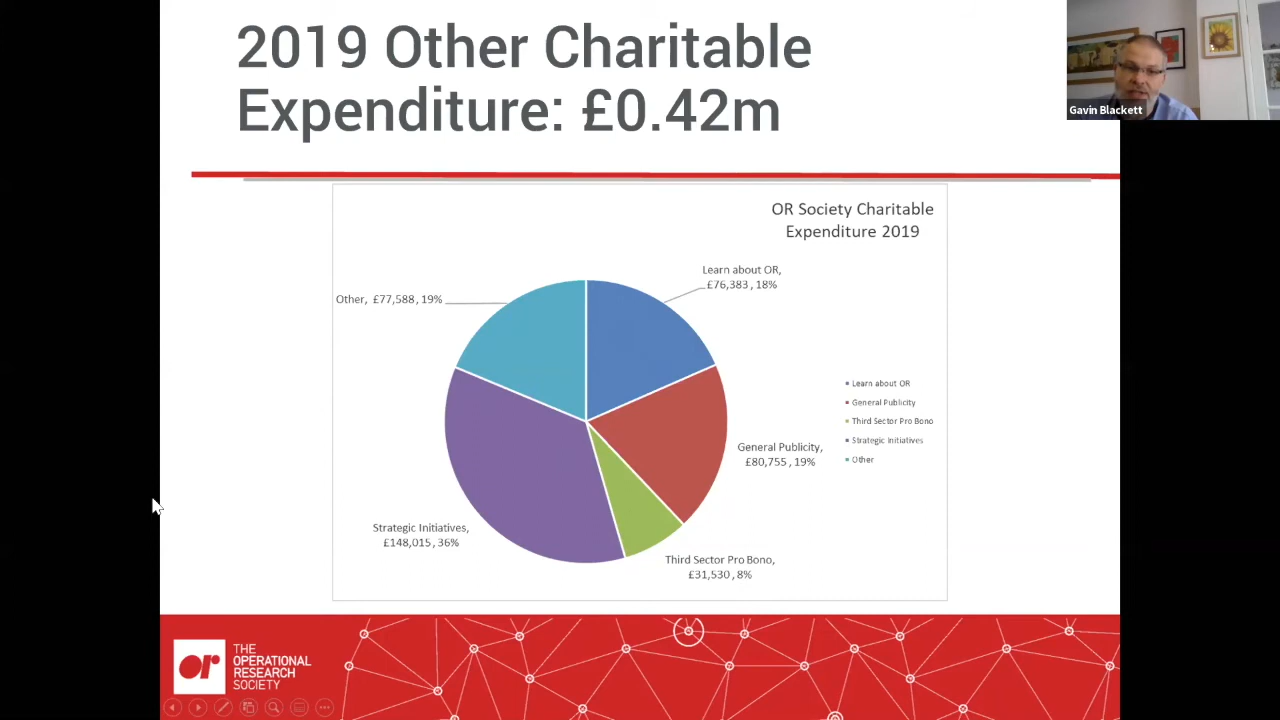 2019 Other Charitable
Expenditure: £0.42m
Gavin Blackett
OR Society Charitable
Expenditure 2019
Learn about OR,
£76,383 , 18%
Other, £77,588 , 19%
General Publicity,
£80,755 , 19%
Strategic Initiatives,
£148,015 , 36%
Third Sector Pro Bono,
£31,530 , 8%
Learn about OR
General Publicity
Third Sector Pro Bono
Strategic Initiatives
Other
or
THE
OPERATIONAL
RESEARCH
SOCIETY